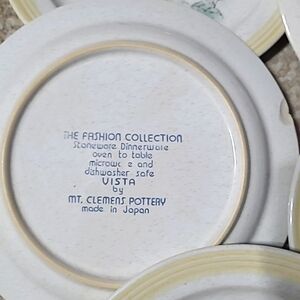 THE FASHION COLLECTION
Stoneware Dinnerware
oven to table
microwc e and
dishwasher safe
VISTA
by
MT. CLEMENS POTTERY
made in Japan